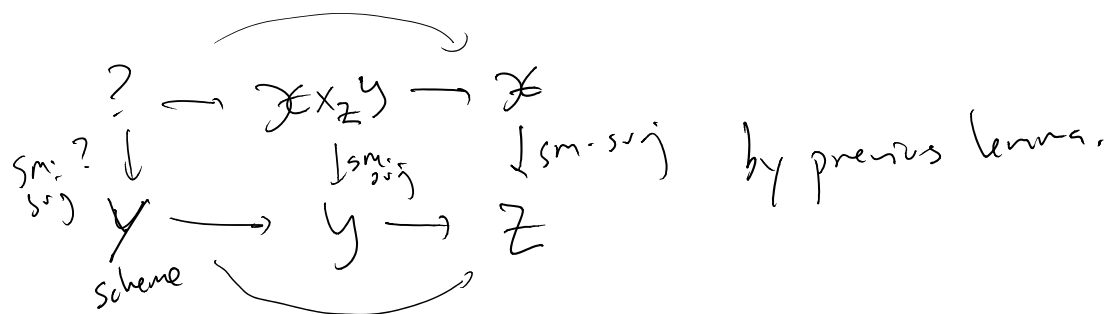 ? → 𝒳 ×_Z 𝒴 → 𝒳
sm. surj ? ↓ ↓ sm. surj ↓ sm. surj by previous lemma.
Y → 𝒴 → Z
scheme